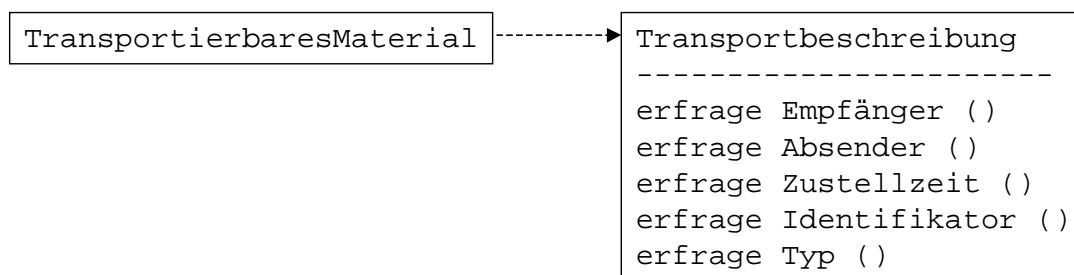 TransportierbaresMaterial
Transportbeschreibung
-----------------------
erfrage Empfänger ()
erfrage Absender ()
erfrage Zustellzeit ()
erfrage Identifikator ()
erfrage Typ ()